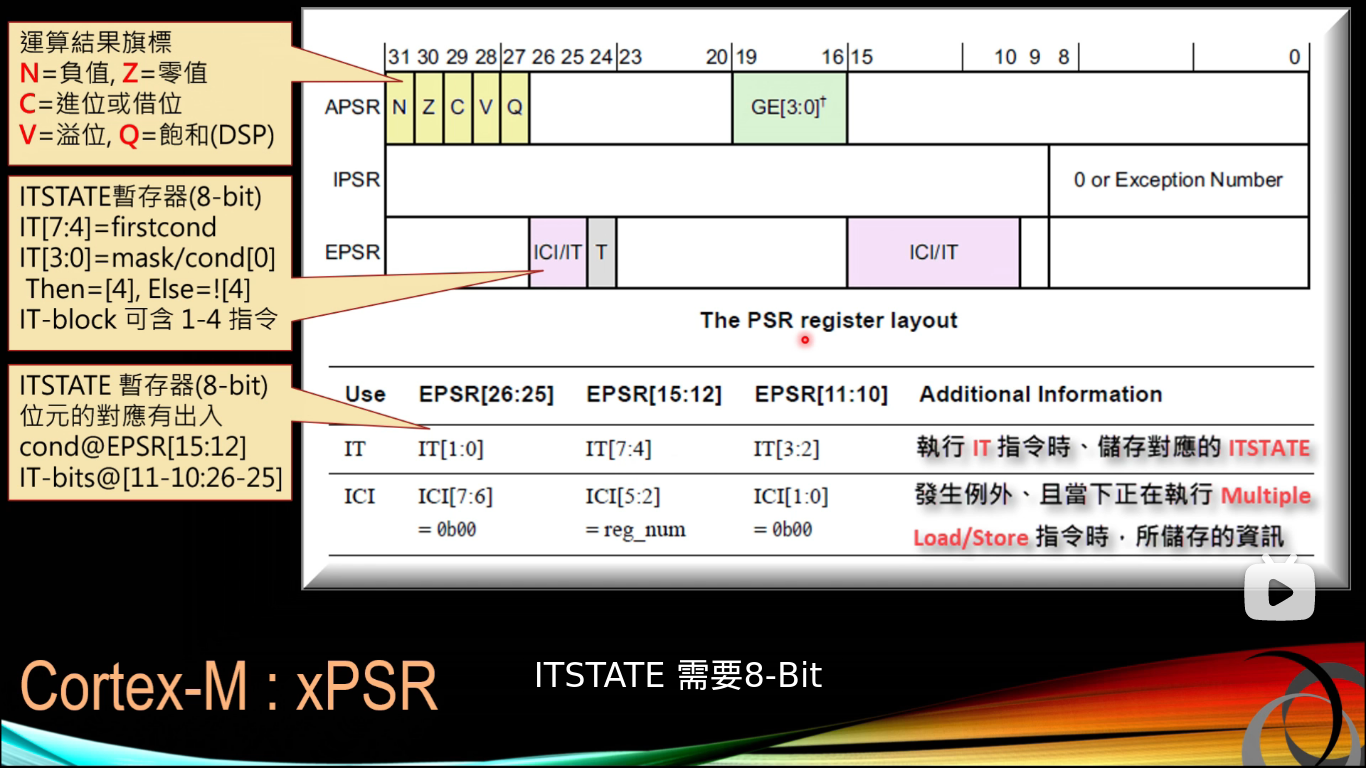 運算結果旗標
N=負值, Z=零值
C=進位或借位
V=溢位, Q=飽和(DSP)
ITSTATE暫存器(8-bit)
IT[7:4]=firstcond
IT[3:0]=mask/cond[0]
Then=[4], Else=![4]
IT-block 可含 1-4 指令
ITSTATE 暫存器(8-bit)
位元的對應有出入
cond@EPSR[15:12]
IT-bits@[11-10:26-25]
31 30 29 28 27 26 25 24 23 20 19 16 15 10 9 8 0
APSR N Z C V Q GE[3:0]†
IPSR 0 or Exception Number
EPSR ICI/IT T ICI/IT
The PSR register layout
Use EPSR[26:25] EPSR[15:12] EPSR[11:10] Additional Information
IT IT[1:0] IT[7:4] IT[3:2] 執行 IT 指令時、儲存對應的 ITSTATE
ICI ICI[7:6] ICI[5:2] ICI[1:0] 發生例外、且當下正在執行 Multiple
= 0b00 = reg_num = 0b00 Load/Store 指令時，所儲存的資訊
Cortex-M : xPSR
ITSTATE 需要8-Bit